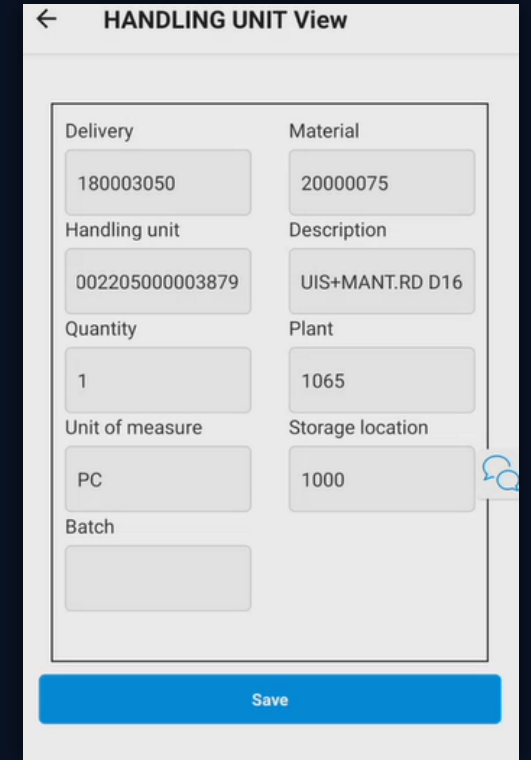 HANDLING UNIT View
Delivery
Material
180003050
20000075
Handling unit
Description
002205000003879
UIS+MANT.RD D16
Quantity
Plant
1
1065
Unit of measure
Storage location
PC
1000
Batch
Save